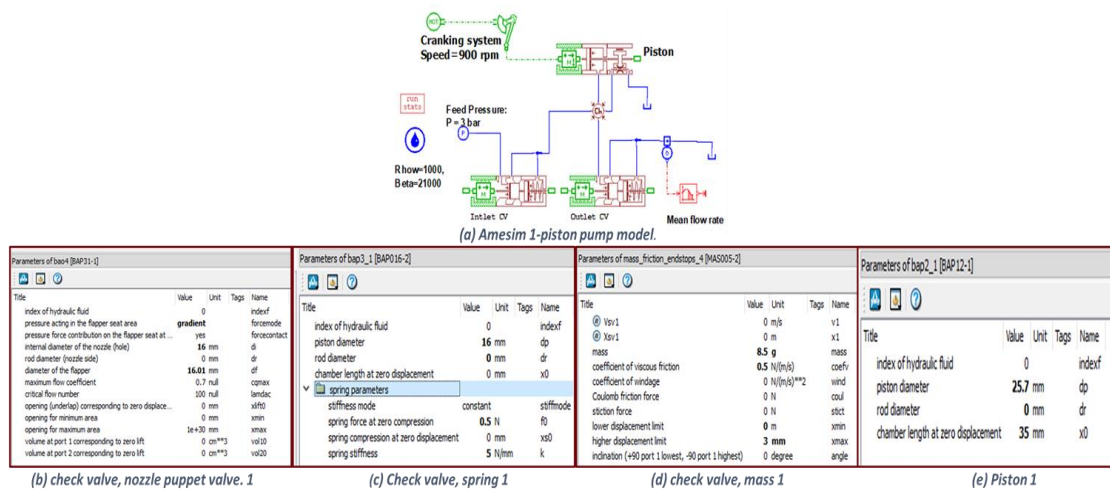 Cranking system
Speed=900 rpm
Piston
run
stats
Feed Pressure:
P = 3 bar
P
Ch
Rhow=1000,
Beta=21000
Intlet CV
Outlet CV
Mean flow rate
(a) Amesim 1-piston pump model.
Parameters of bao4 [BAP31-1]
Title Value Unit Tags Name
index of hydraulic fluid 0 indexf
pressure acting in the flapper seat area gradient forcemode
pressure force contribution on the flapper seat at ... yes forcecontact
internal diameter of the nozzle (hole) 16 mm di
rod diameter (nozzle side) 0 mm dr
diameter of the flapper 16.01 mm df
maximum flow coefficient 0.7 null cqmax
critical flow number 100 null lamdac
opening (underlap) corresponding to zero displace... 0 mm xlift0
opening for minimum area 0 mm xmin
opening for maximum area 1e+30 mm xmax
volume at port 1 corresponding to zero lift 0 cm**3 vol10
volume at port 2 corresponding to zero lift 0 cm**3 vol20
(b) check valve, nozzle puppet valve. 1
Parameters of bap3_1 [BAP016-2]
Title Value Unit Tags Name
index of hydraulic fluid 0 indexf
piston diameter 16 mm dp
rod diameter 0 mm dr
chamber length at zero displacement 0 mm x0
spring parameters
stiffness mode constant stiffmode
spring force at zero compression 0.5 N f0
spring compression at zero displacement 0 mm xs0
spring stiffness 5 N/mm k
(c) Check valve, spring 1
Parameters of mass_friction_endstops_4 [MAS005-2]
Title Value Unit Tags Name
Vsv1 0 m/s v1
Xsv1 0 m x1
mass 8.5 g mass
coefficient of viscous friction 0.5 N/(m/s) coefv
coefficient of windage 0 N/(m/s)**2 wind
Coulomb friction force 0 N coul
stiction force 0 N stict
lower displacement limit 0 m xmin
higher displacement limit 3 mm xmax
inclination (+90 port 1 lowest, -90 port 1 highest) 0 degree angle
(d) check valve, mass 1
Parameters of bap2_1 [BAP12-1]
Title Value Unit Tags Name
index of hydraulic fluid 0 indexf
piston diameter 25.7 mm dp
rod diameter 0 mm dr
chamber length at zero displacement 35 mm x0
(e) Piston 1